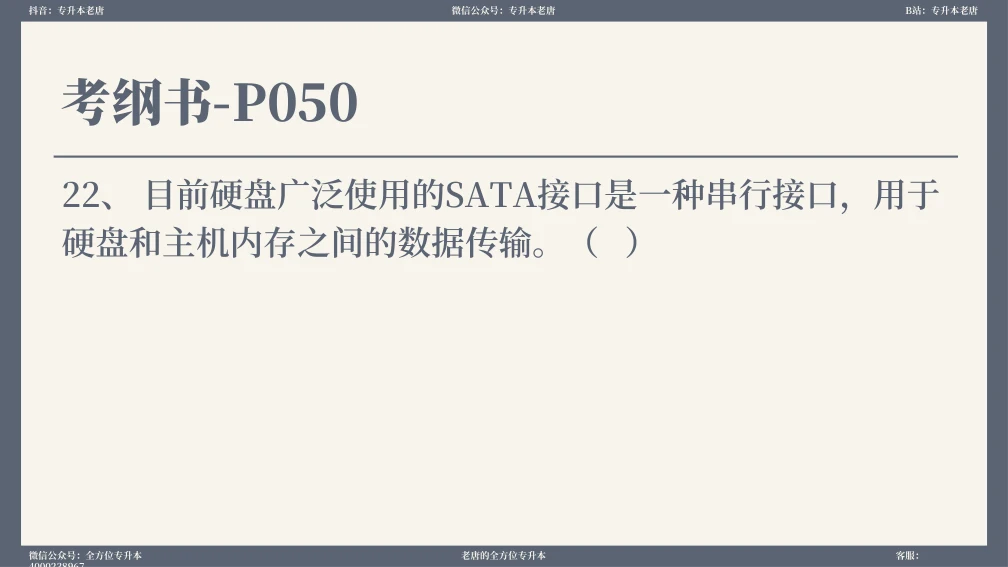 抖音：专升本老唐
微信公众号：专升本老唐
B站：专升本老唐
考纲书-P050
22、 目前硬盘广泛使用的SATA接口是一种串行接口，用于
硬盘和主机内存之间的数据传输。（  ）
微信公众号：全方位专升本
老唐的全方位专升本
客服：